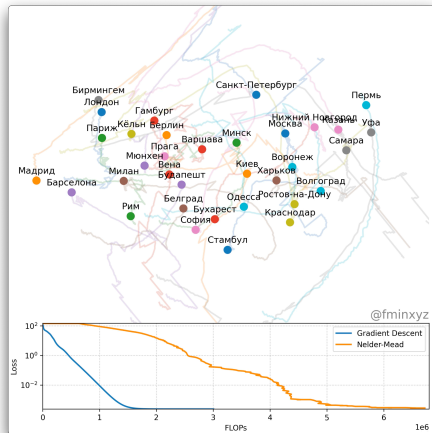 Санкт-Петербург
Пермь
Бирмингем
Лондон
Гамбург
Нижний Новгород
Казань
Уфа
Париж
Кёльн
Берлин
Москва
Минск
Самара
Варшава
Прага
Мюнхен
Вена
Воронеж
Мадрид
Милан
Киев
Харьков
Барселона
Будапешт
Волгоград
Белград
Одесса
Ростов-на-Дону
Рим
Бухарест
Краснодар
София
Стамбул
@fminxyz
Gradient Descent
Nelder-Mead
Loss
10²
10⁰
10⁻²
0
1
2
3
4
5
6
1e6
FLOPs